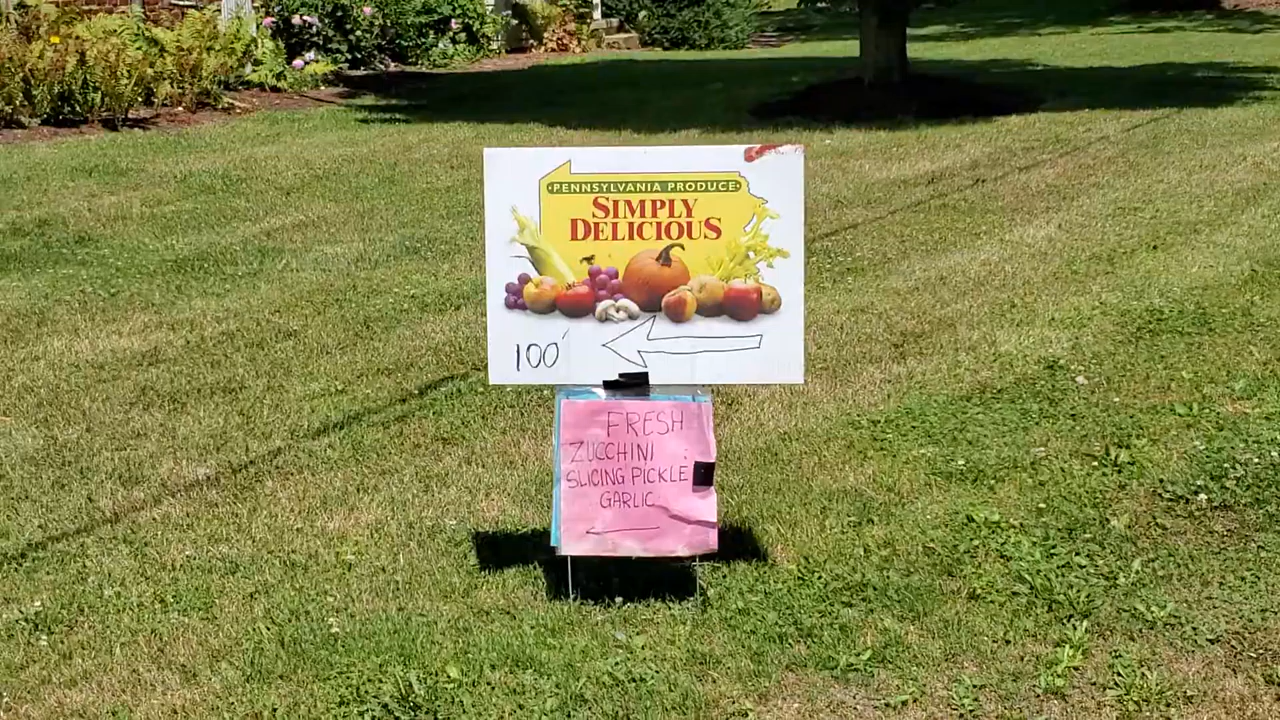 •PENNSYLVANIA PRODUCE•
SIMPLY
DELICIOUS
100'
FRESH
ZUCCHINI
SLICING PICKLE
GARLIC